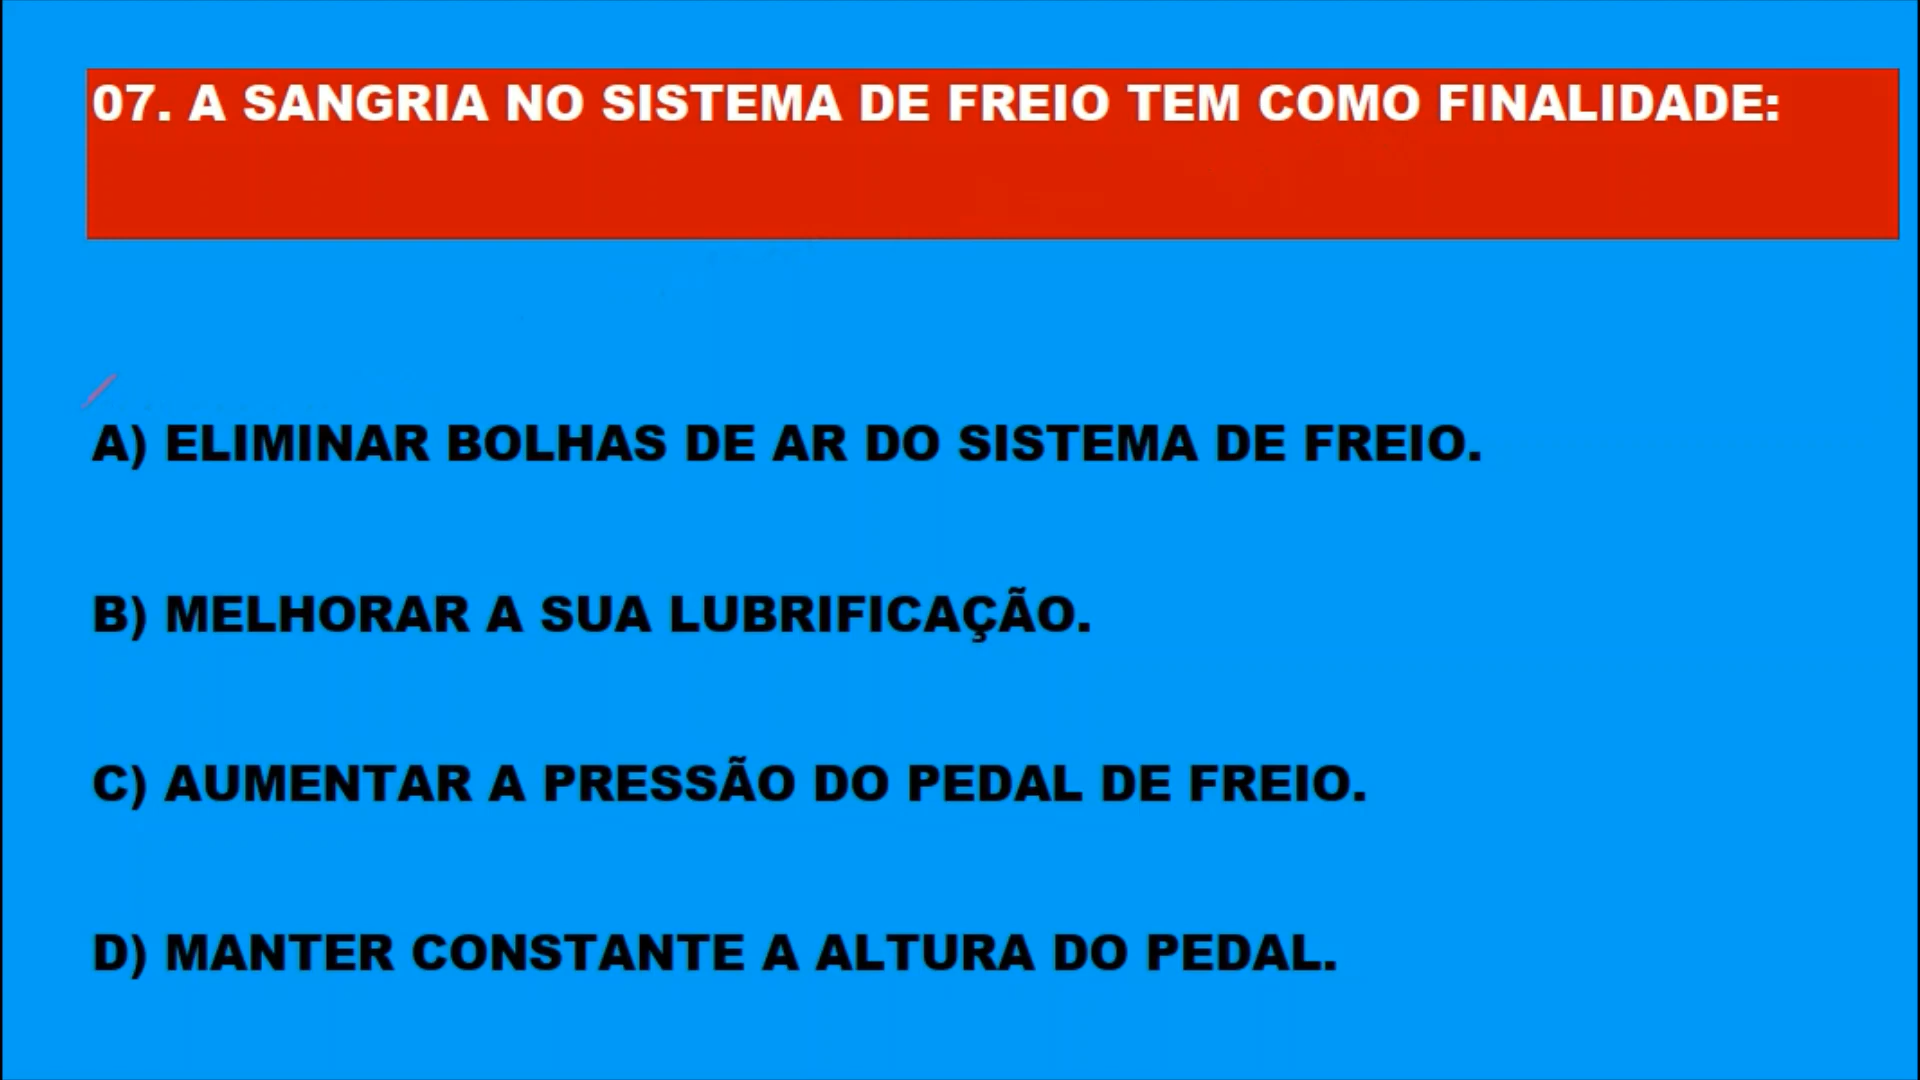 07. A SANGRIA NO SISTEMA DE FREIO TEM COMO FINALIDADE:
A) ELIMINAR BOLHAS DE AR DO SISTEMA DE FREIO.
B) MELHORAR A SUA LUBRIFICAÇÃO.
C) AUMENTAR A PRESSÃO DO PEDAL DE FREIO.
D) MANTER CONSTANTE A ALTURA DO PEDAL.